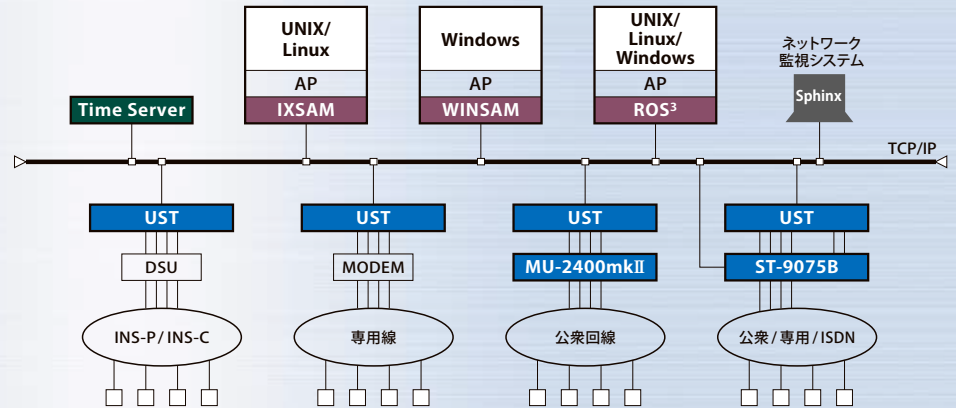 UNIX/
Linux
AP
IXSAM
Windows
AP
WINSAM
UNIX/
Linux/
Windows
AP
ROS³
ネットワーク
監視システム
Sphinx
Time Server
TCP/IP
UST
UST
UST
UST
DSU
MODEM
MU-2400mkⅡ
ST-9075B
INS-P/INS-C
専用線
公衆回線
公衆/専用/ISDN